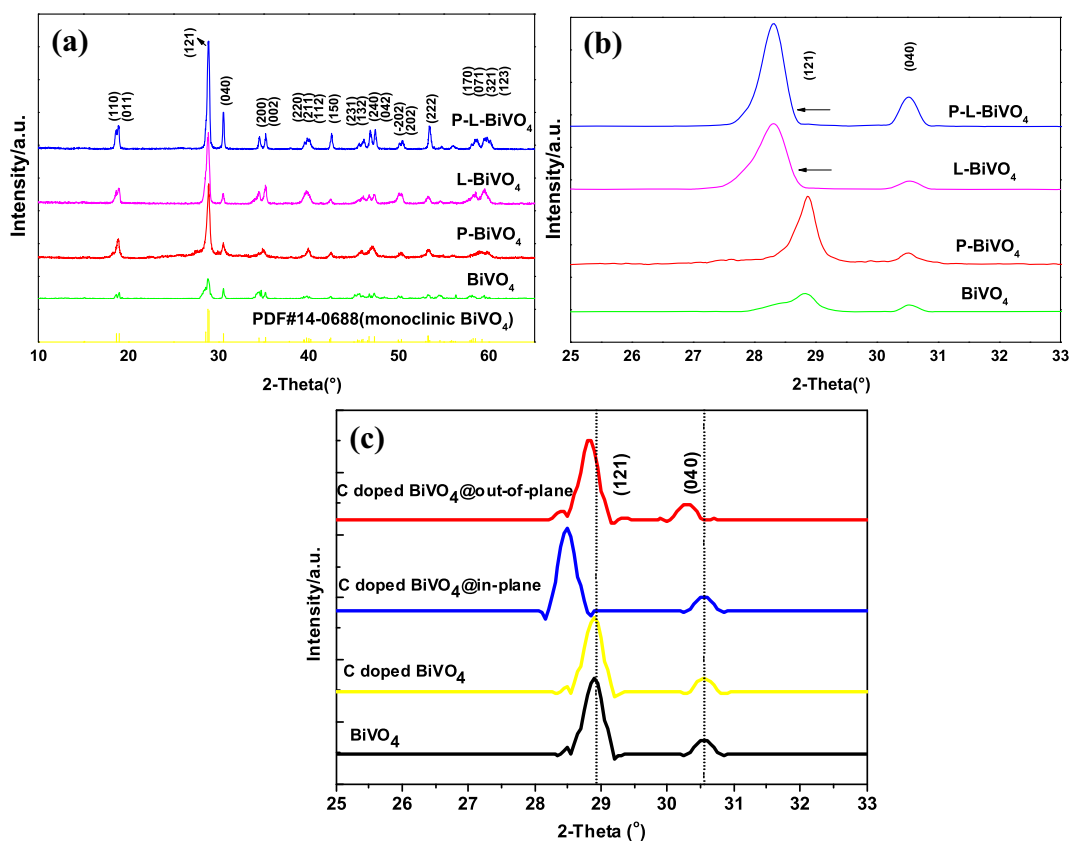 (a)
(121)
(040)
(110)
(011)
(200)
(002)
(220)
(211)
(112)
(150)
(231)
(132)
(240)
(042)
(-202)
(202)
(222)
(170)
(071)
(321)
(123)
P-L-BiVO4
L-BiVO4
P-BiVO4
BiVO4
PDF#14-0688(monoclinic BiVO4)
Intensity/a.u.
10 20 30 40 50 60
2-Theta(°)
(b)
(121)
(040)
P-L-BiVO4
L-BiVO4
P-BiVO4
BiVO4
Intensity/a.u.
25 26 27 28 29 30 31 32 33
2-Theta(°)
(c)
(121)
(040)
C doped BiVO4@out-of-plane
C doped BiVO4@in-plane
C doped BiVO4
BiVO4
Intensity/a.u.
25 26 27 28 29 30 31 32 33
2-Theta (o)